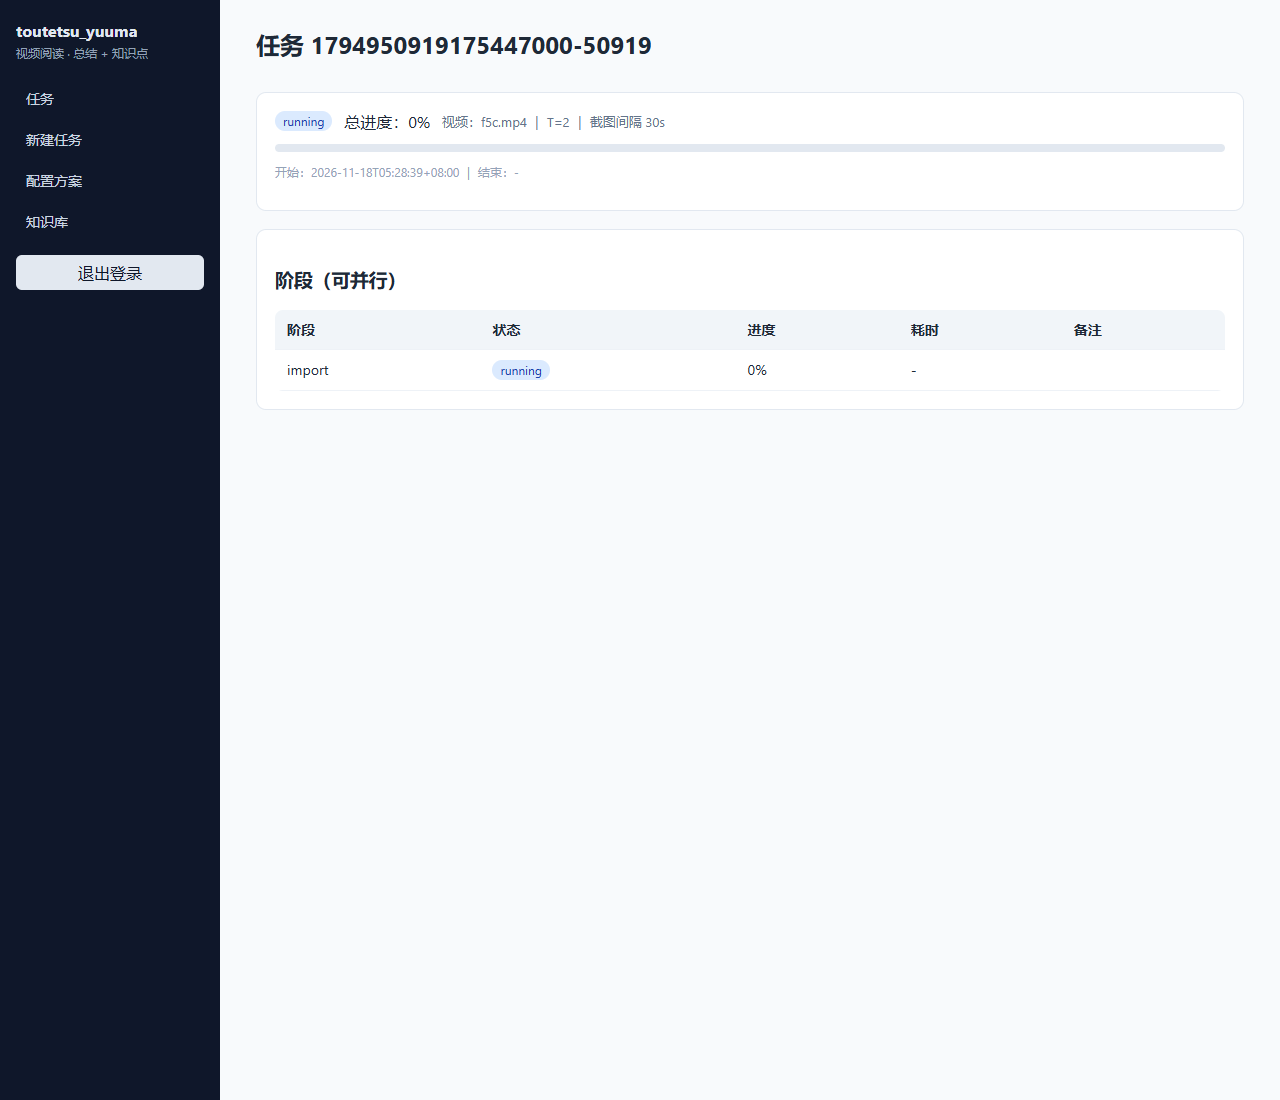 toutetsu_yuuma
视频阅读 · 总结 + 知识点
任务
新建任务
配置方案
知识库
退出登录
任务 1794950919175447000-50919
running 总进度：0% 视频：f5c.mp4 ｜ T=2 ｜ 截图间隔 30s
开始：2026-11-18T05:28:39+08:00 ｜ 结束：-
阶段（可并行）
阶段 状态 进度 耗时 备注
import running 0% -